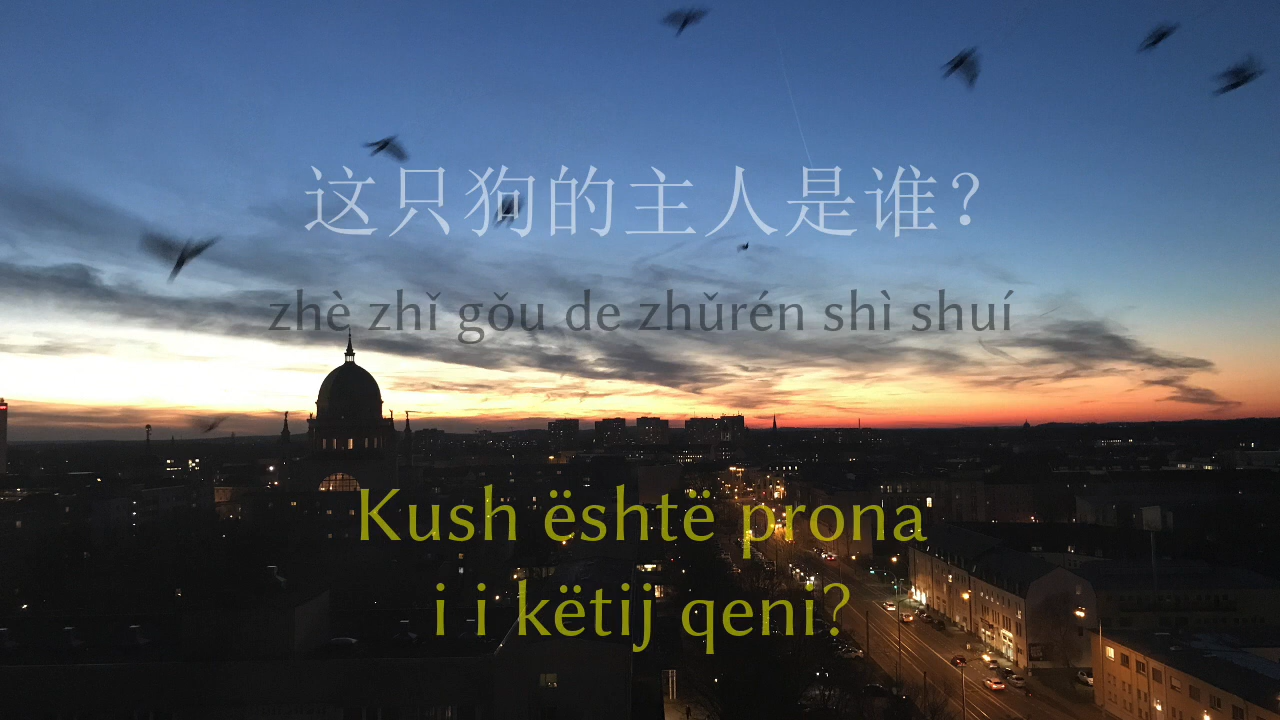 这只狗的主人是谁？
zhè zhǐ gǒu de zhǔrén shì shuí
Kush është prona
i i këtij qeni?